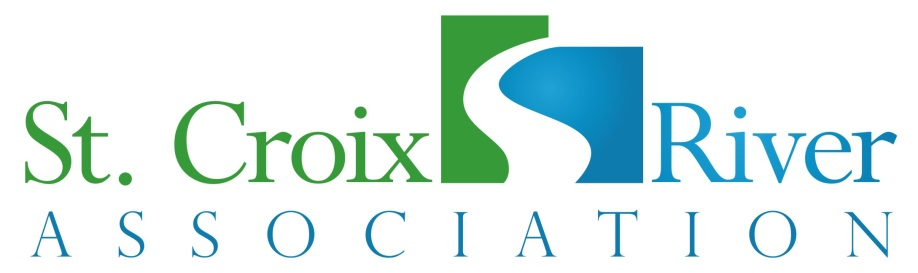 St. Croix River
ASSOCIATION